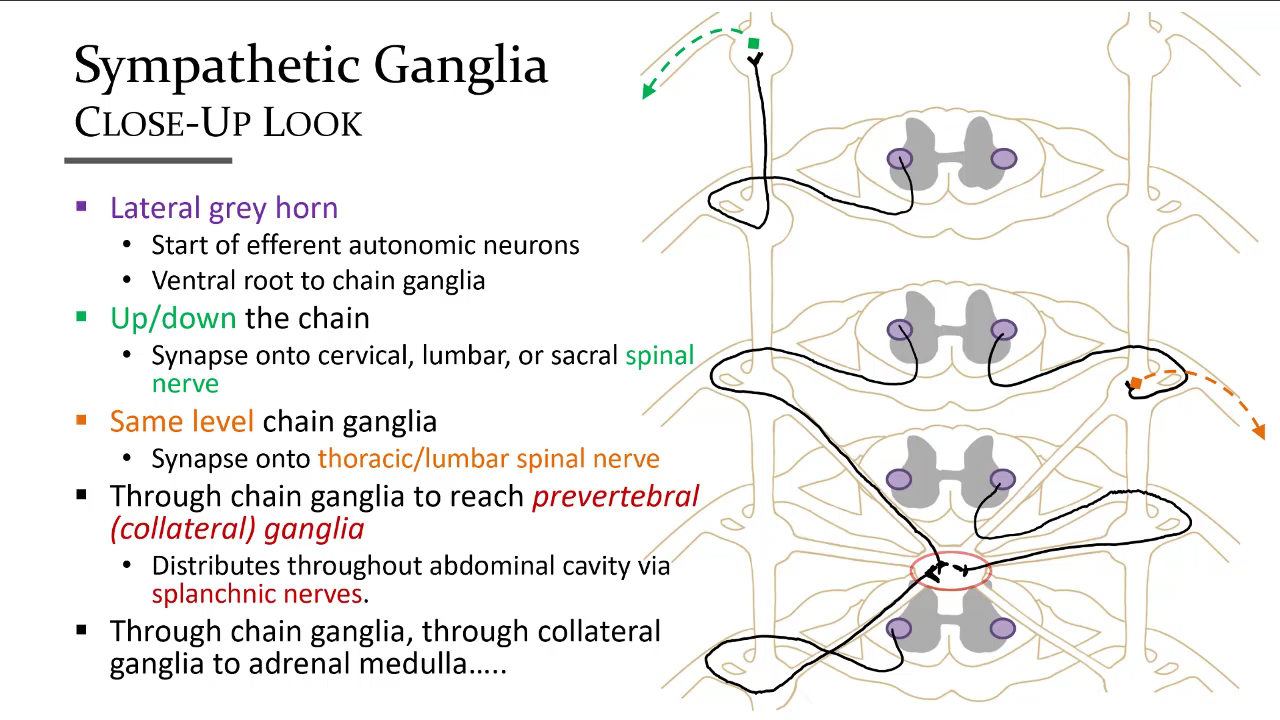 Sympathetic Ganglia
CLOSE-UP LOOK
▪ Lateral grey horn
• Start of efferent autonomic neurons
• Ventral root to chain ganglia
▪ Up/down the chain
• Synapse onto cervical, lumbar, or sacral spinal
nerve
▪ Same level chain ganglia
• Synapse onto thoracic/lumbar spinal nerve
▪ Through chain ganglia to reach prevertebral
(collateral) ganglia
• Distributes throughout abdominal cavity via
splanchnic nerves.
▪ Through chain ganglia, through collateral
ganglia to adrenal medulla.....